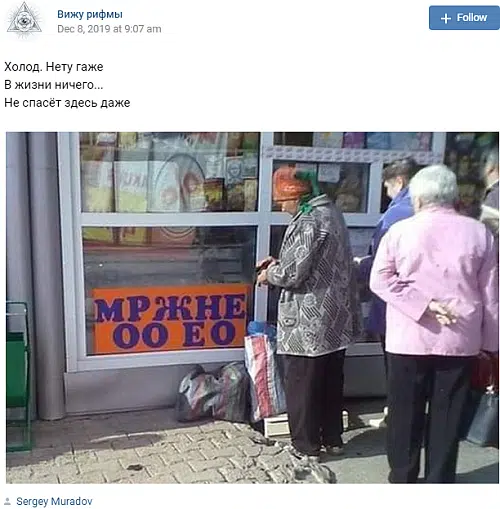 Вижу рифмы
Dec 8, 2019 at 9:07 am
+ Follow
Холод. Нету гаже
В жизни ничего...
Не спасёт здесь даже
МРЖНЕ
ОО ЕО
Sergey Muradov